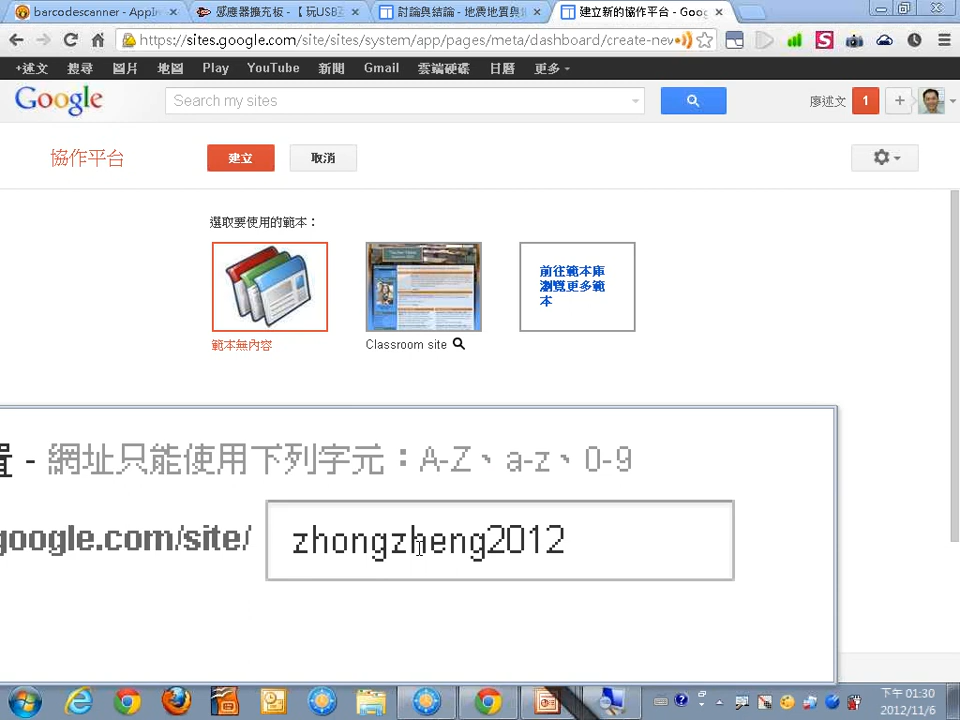 barcodescanner - AppIn
感應器擴充板 -【 玩USB
討論與結論 - 地震地質與
建立新的協作平台 - Goog
https://sites.google.com/site/sites/system/app/pages/meta/dashboard/create-new
+述文 搜尋 圖片 地圖 Play YouTube 新聞 Gmail 雲端硬碟 日曆 更多
Google Search my sites 廖述文 1 +
協作平台 建立 取消
選取要使用的範本：
前往範本庫
瀏覽更多範
本
範本無內容 Classroom site
置 - 網址只能使用下列字元：A-Z、a-z、0-9
google.com/site/ zhongzheng2012
下午 01:30
2012/11/6